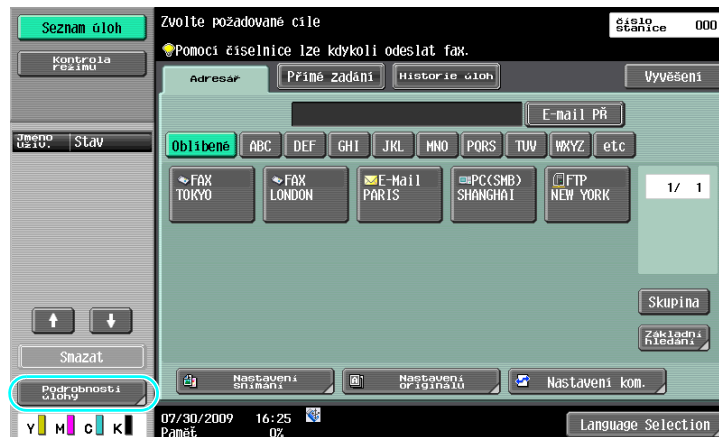 Seznam úloh
Kontrola
režimu
Jméno
uživ.
Stav
Smazat
Podrobnosti
úlohy
Y M C K
Zvolte požadované cíle
číslo
stanice
000
Pomocí číselnice lze kdykoli odeslat fax.
Adresář
Přímé zadání
Historie úloh
Vyvěšení
E-mail PŘ
Oblíbené
ABC
DEF
GHI
JKL
MNO
PQRS
TUV
WXYZ
etc
FAX
TOKYO
FAX
LONDON
E-Mail
PARIS
PC(SMB)
SHANGHAI
FTP
NEW YORK
1/ 1
Skupina
Základní
hledání
Nastavení
snímání
Nastavení
originálu
Nastavení kom.
07/30/2009 16:25
Paměť 0%
Language Selection